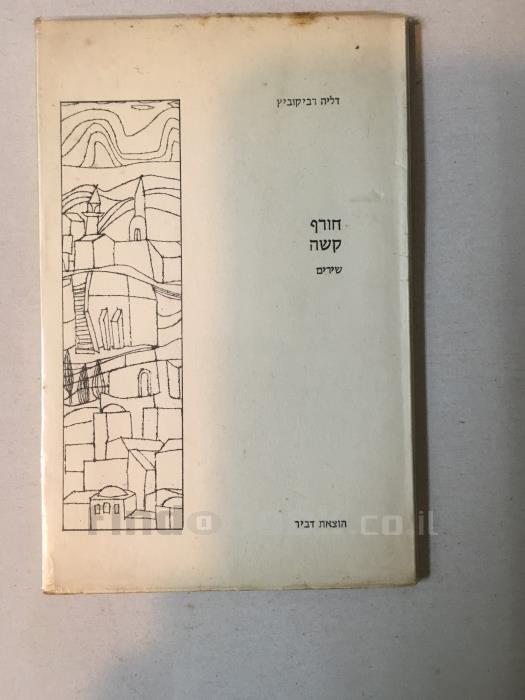 דליה רביקוביץ
חורף
קשה
שירים
הוצאת דביר